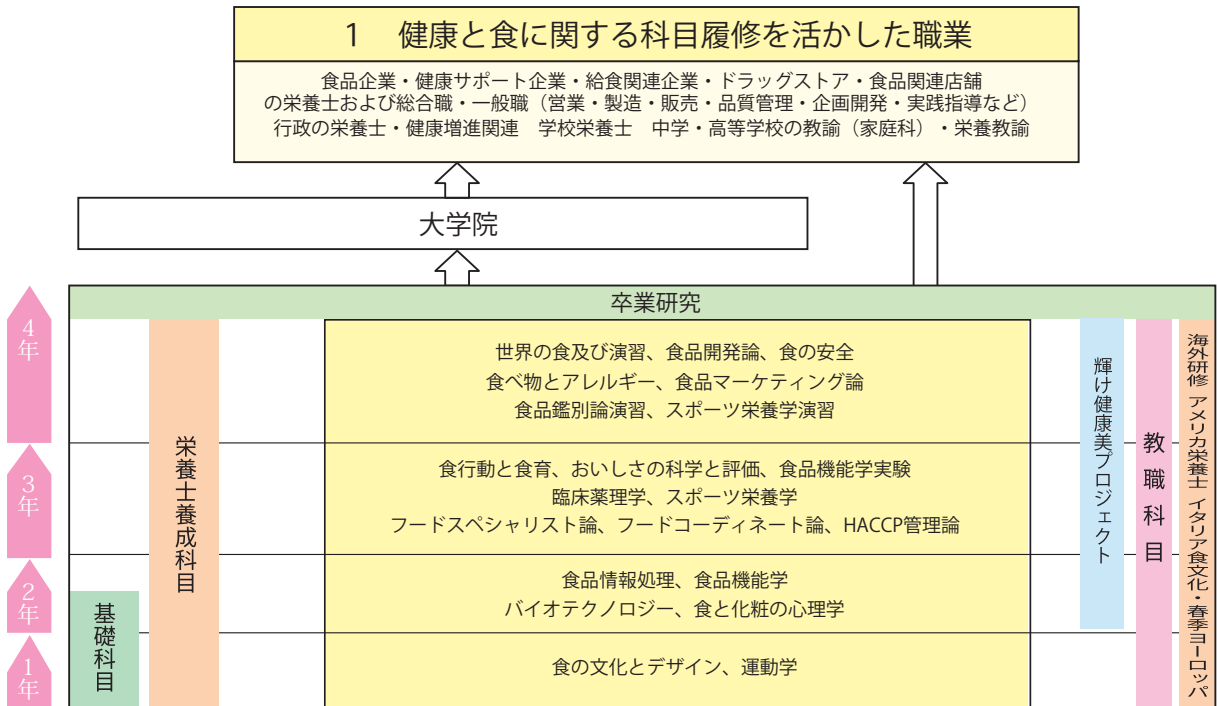 1 健康と食に関する科目履修を活かした職業
食品企業・健康サポート企業・給食関連企業・ドラッグストア・食品関連店舗
の栄養士および総合職・一般職（営業・製造・販売・品質管理・企画開発・実践指導など）
行政の栄養士・健康増進関連　学校栄養士　中学・高等学校の教諭（家庭科）・栄養教諭
大学院
卒業研究
4年
世界の食及び演習、食品開発論、食の安全
食べ物とアレルギー、食品マーケティング論
食品鑑別論演習、スポーツ栄養学演習
3年
食行動と食育、おいしさの科学と評価、食品機能学実験
臨床薬理学、スポーツ栄養学
フードスペシャリスト論、フードコーディネート論、HACCP管理論
2年
食品情報処理、食品機能学
バイオテクノロジー、食と化粧の心理学
1年
食の文化とデザイン、運動学
基礎科目
栄養士養成科目
輝け健康美プロジェクト
教職科目
海外研修 アメリカ栄養士 イタリア食文化・春季ヨーロッパ